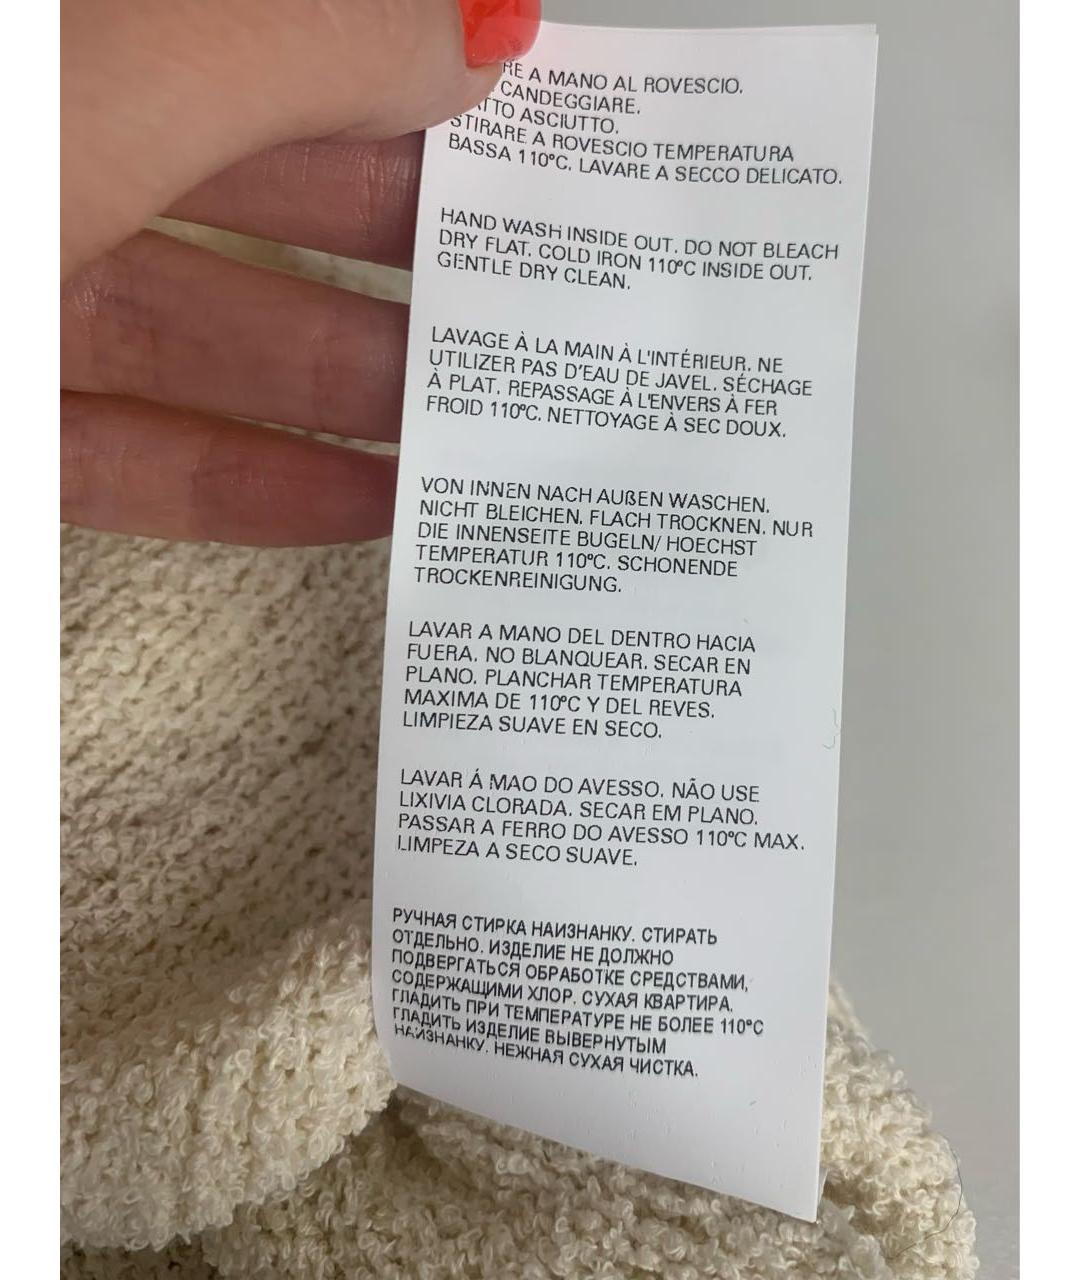 RE A MANO AL ROVESCIO.
CANDEGGIARE.
TTO ASCIUTTO.
STIRARE A ROVESCIO TEMPERATURA
BASSA 110°C. LAVARE A SECCO DELICATO.
HAND WASH INSIDE OUT. DO NOT BLEACH
DRY FLAT. COLD IRON 110°C INSIDE OUT.
GENTLE DRY CLEAN.
LAVAGE À LA MAIN À L'INTÉRIEUR. NE
UTILIZER PAS D'EAU DE JAVEL. SÉCHAGE
À PLAT. REPASSAGE À L'ENVERS À FER
FROID 110°C. NETTOYAGE À SEC DOUX.
VON INNEN NACH AUßEN WASCHEN.
NICHT BLEICHEN. FLACH TROCKNEN. NUR
DIE INNENSEITE BUGELN/ HOECHST
TEMPERATUR 110°C. SCHONENDE
TROCKENREINIGUNG.
LAVAR A MANO DEL DENTRO HACIA
FUERA. NO BLANQUEAR. SECAR EN
PLANO. PLANCHAR TEMPERATURA
MAXIMA DE 110°C Y DEL REVES.
LIMPIEZA SUAVE EN SECO.
LAVAR Á MAO DO AVESSO. NÃO USE
LIXIVIA CLORADA. SECAR EM PLANO.
PASSAR A FERRO DO AVESSO 110°C MAX.
LIMPEZA A SECO SUAVE.
РУЧНАЯ СТИРКА НАИЗНАНКУ. СТИРАТЬ
ОТДЕЛЬНО. ИЗДЕЛИЕ НЕ ДОЛЖНО
ПОДВЕРГАТЬСЯ ОБРАБОТКЕ СРЕДСТВАМИ,
СОДЕРЖАЩИМИ ХЛОР. СУХАЯ КВАРТИРА.
ГЛАДИТЬ ПРИ ТЕМПЕРАТУРЕ НЕ БОЛЕЕ 110°C
ГЛАДИТЬ ИЗДЕЛИЕ ВЫВЕРНУТЫМ
НАИЗНАНКУ. НЕЖНАЯ СУХАЯ ЧИСТКА.